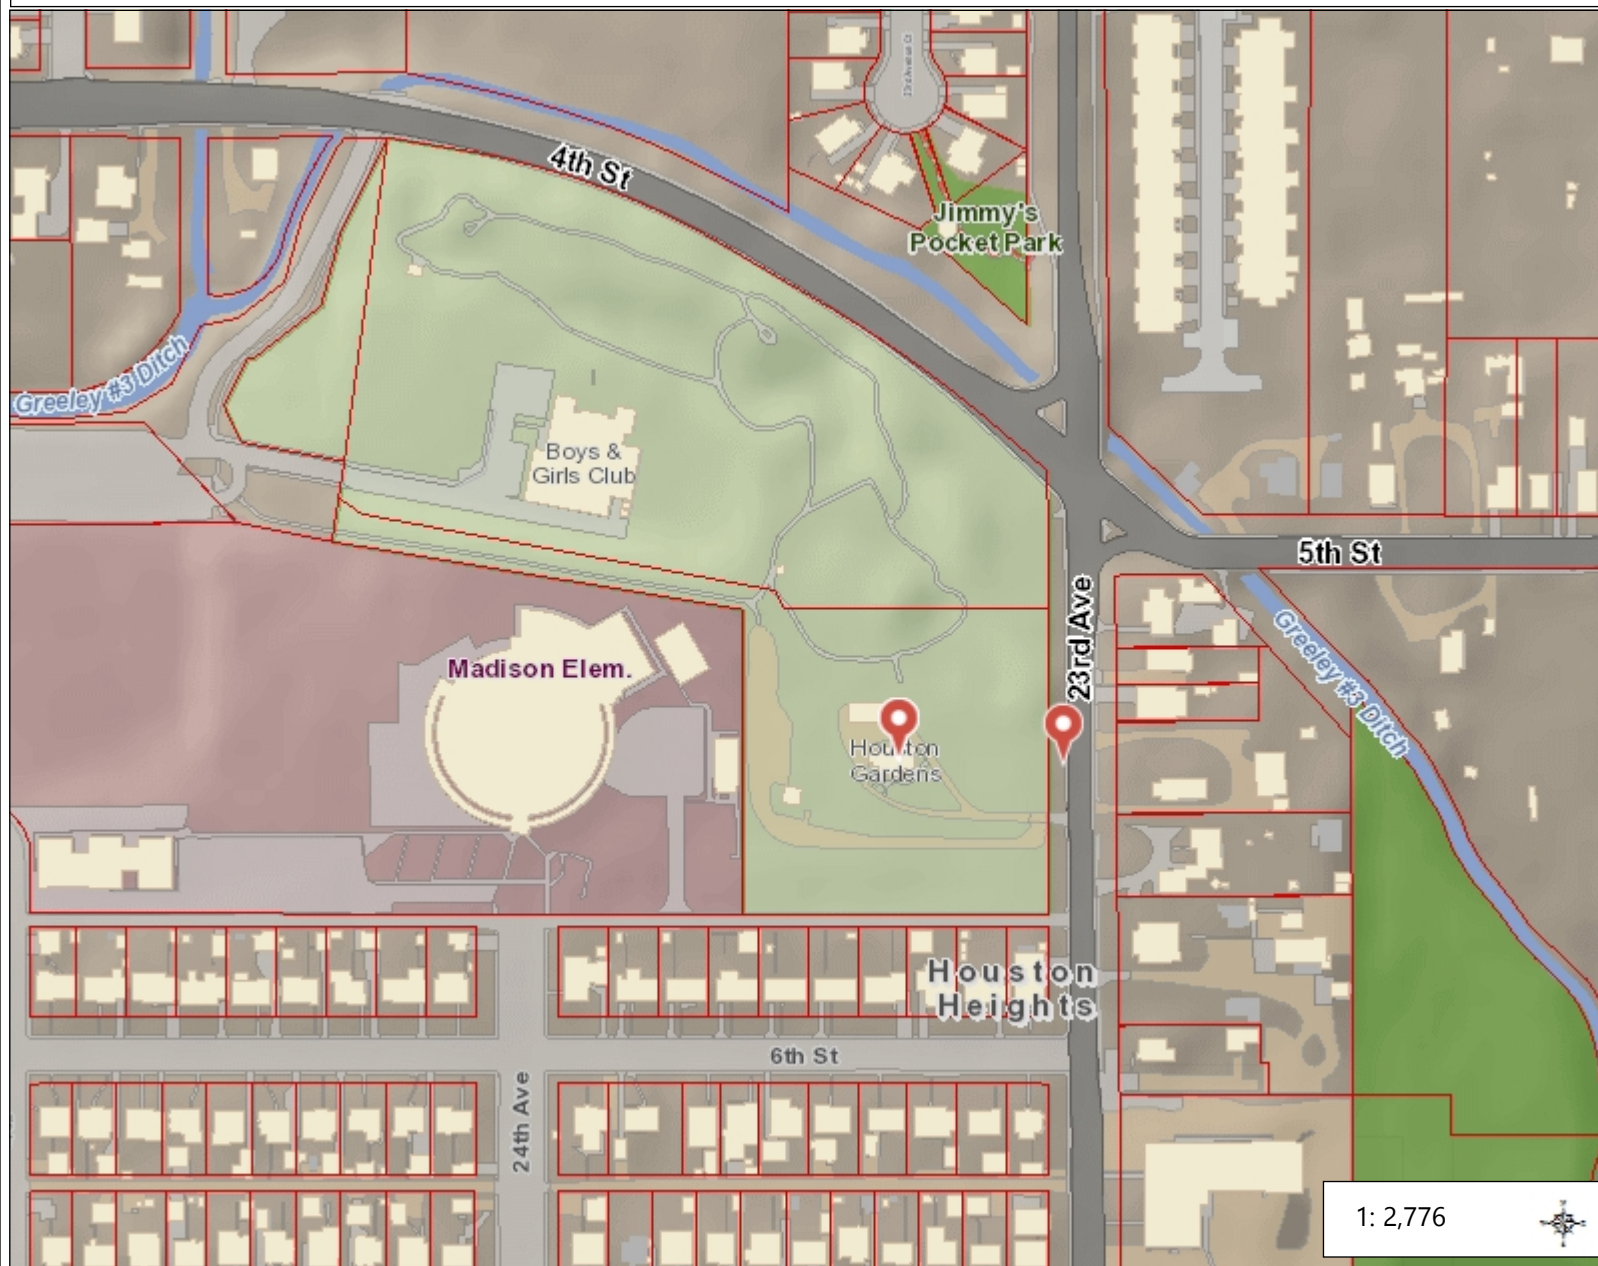 4th St
Jimmy's
Pocket Park
Greeley #3 Ditch
Boys &
Girls Club
5th St
23rd Ave
Greeley #3 Ditch
Madison Elem.
Houston
Gardens
Houston
Heights
6th St
24th Ave
1: 2,776